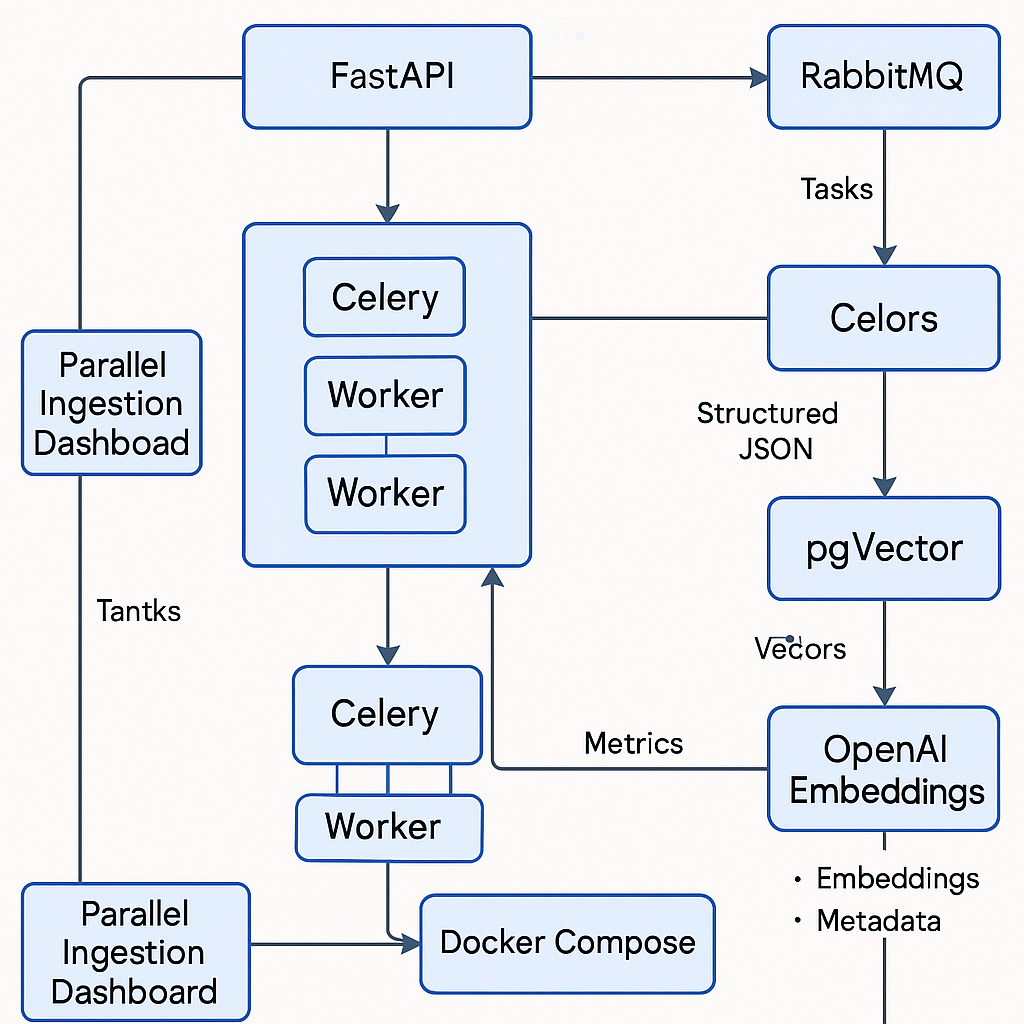 FastAPI
RabbitMQ
Tasks
Celery
Celors
Worker
Worker
Parallel
Ingestion
Dashboad
Structured
JSON
pgVector
Tantks
Vecors
Celery
Metrics
OpenAI
Embeddings
Worker
• Embeddings
• Metadata
Parallel
Ingestion
Dashboard
Docker Compose